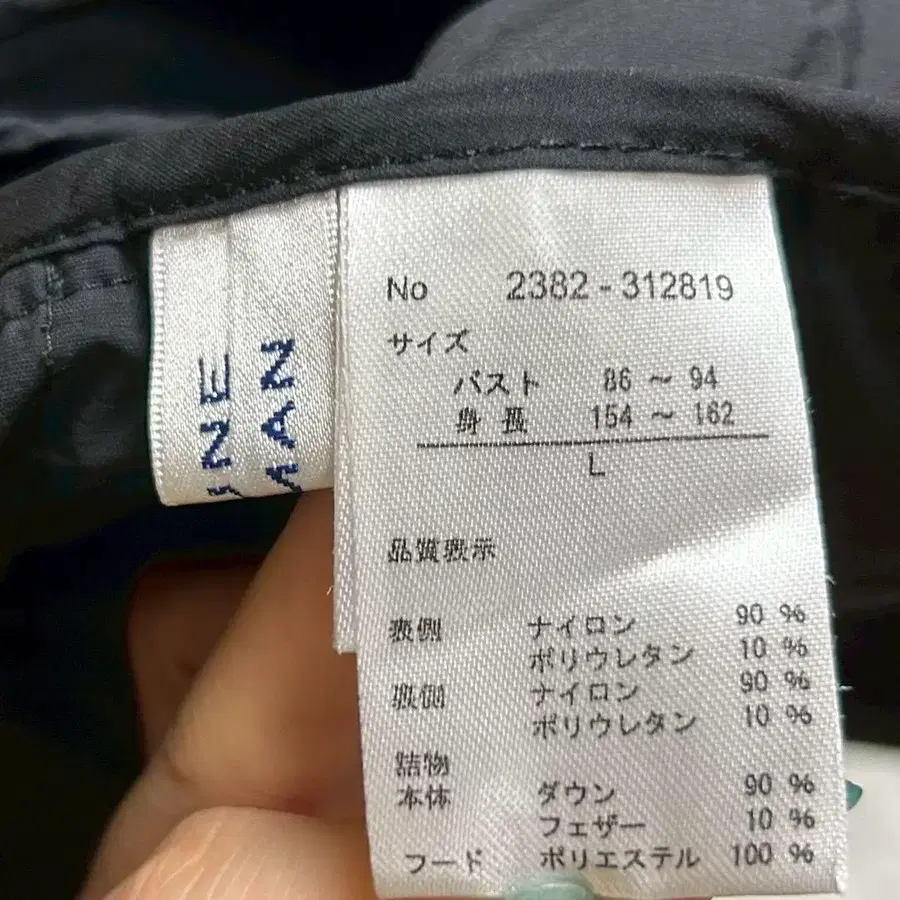 No 2382-312819
サイズ
バスト 86 ~ 94
身長 154 ~ 162
L
品質表示
表側 ナイロン 90 %
ポリウレタン 10 %
裏側 ナイロン 90 %
ポリウレタン 10 %
詰物
本体 ダウン 90 %
フェザー 10 %
フード ポリエステル 100 %